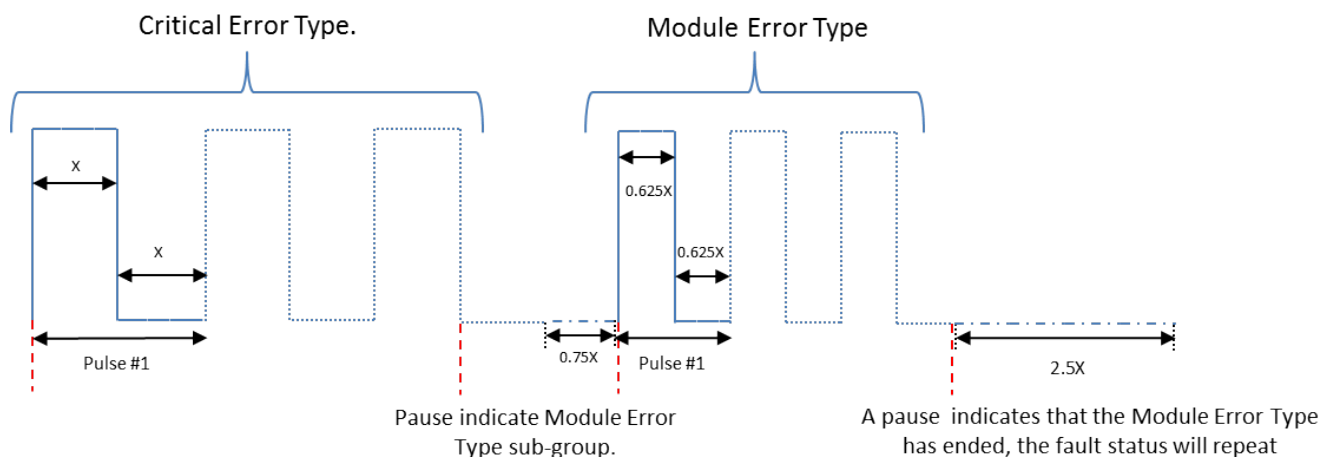 Critical Error Type.
Module Error Type
X
0.625X
X
0.625X
Pulse #1
0.75X
Pulse #1
2.5X
Pause indicate Module Error
Type sub-group.
A pause indicates that the Module Error Type
has ended, the fault status will repeat